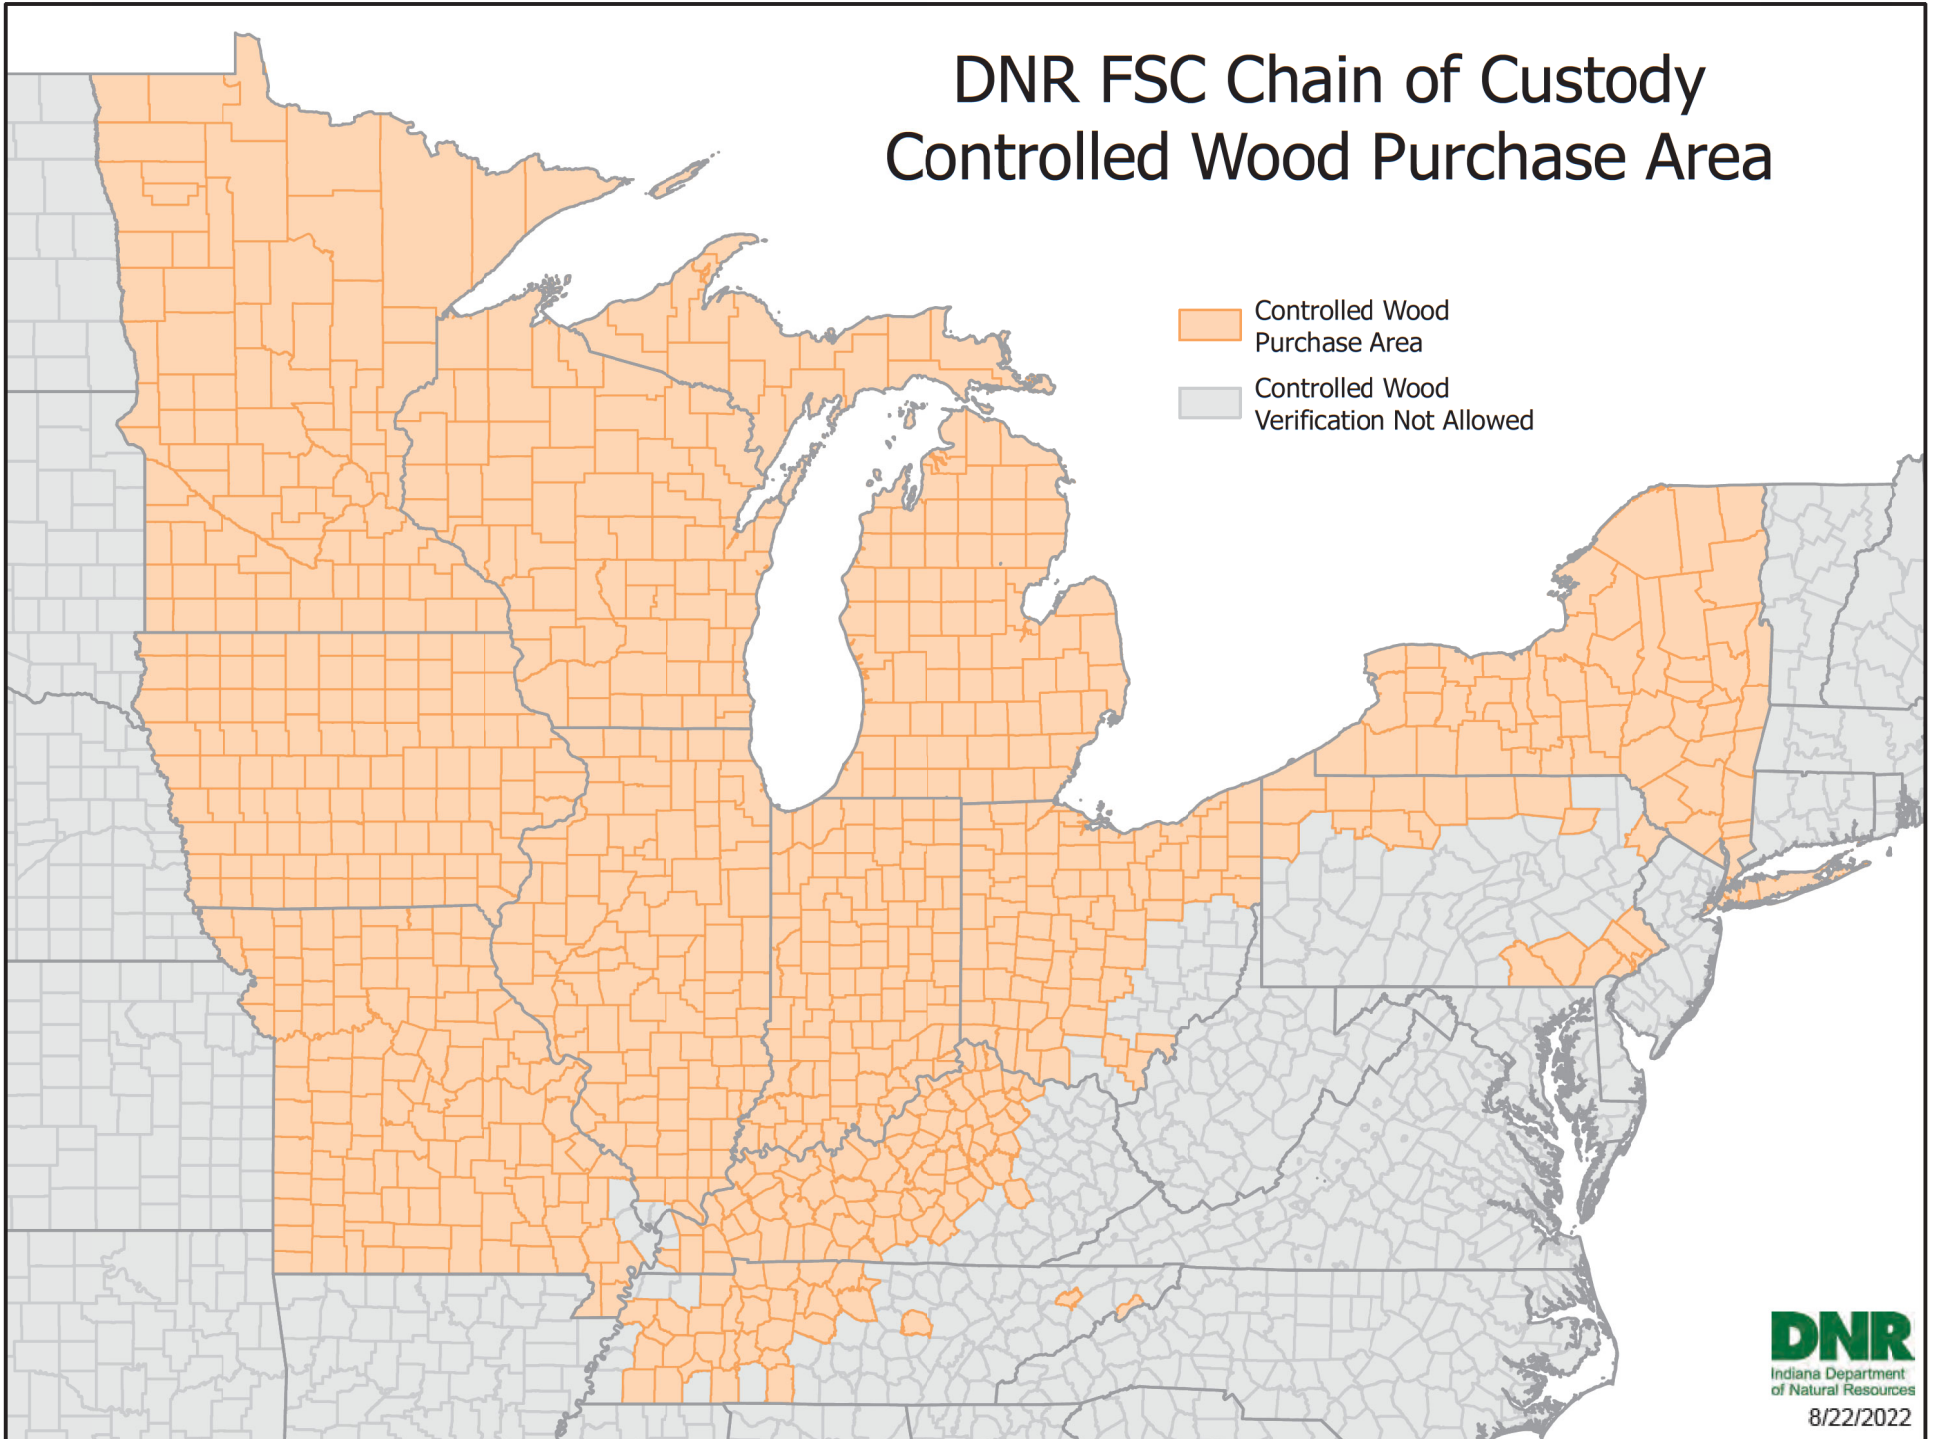 DNR FSC Chain of Custody
Controlled Wood Purchase Area
Controlled Wood
Purchase Area
Controlled Wood
Verification Not Allowed
DNR
Indiana Department
of Natural Resources
8/22/2022